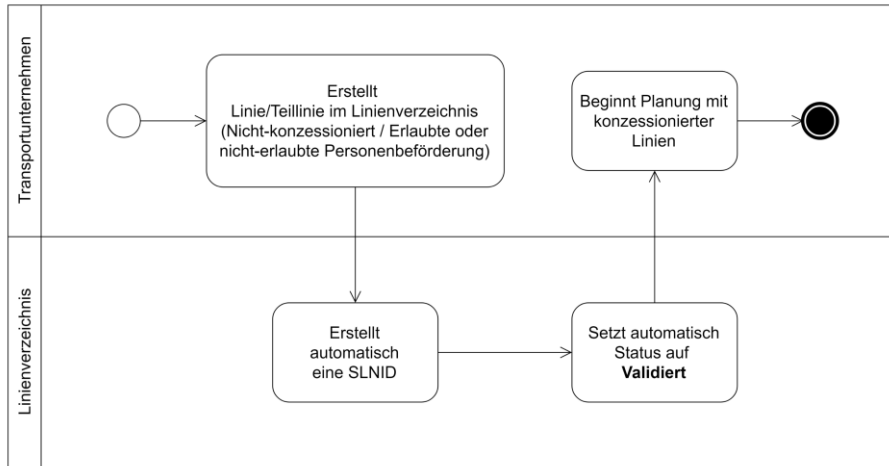 Transportunternehmen
Erstellt
Linie/Teillinie im Linienverzeichnis
(Nicht-konzessioniert / Erlaubte oder
nicht-erlaubte Personenbeförderung)
Beginnt Planung mit
konzessionierter
Linien
Linienverzeichnis
Erstellt
automatisch
eine SLNID
Setzt automatisch
Status auf
Validiert